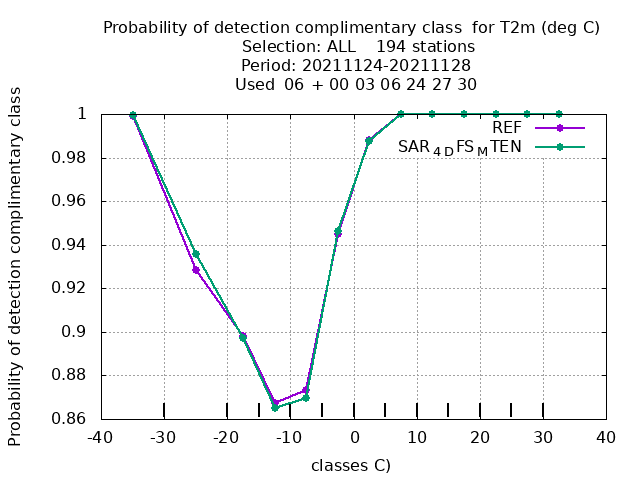 Probability of detection complimentary class  for T2m (deg C)
Selection: ALL    194 stations
Period: 20211124-20211128
Used  06  + 00 03 06 24 27 30
Probability of detection complimentary class
1
0.98
0.96
0.94
0.92
0.9
0.88
0.86
REF
SAR4DFSMTEN
-40 -30 -20 -10 0 10 20 30 40
classes C)